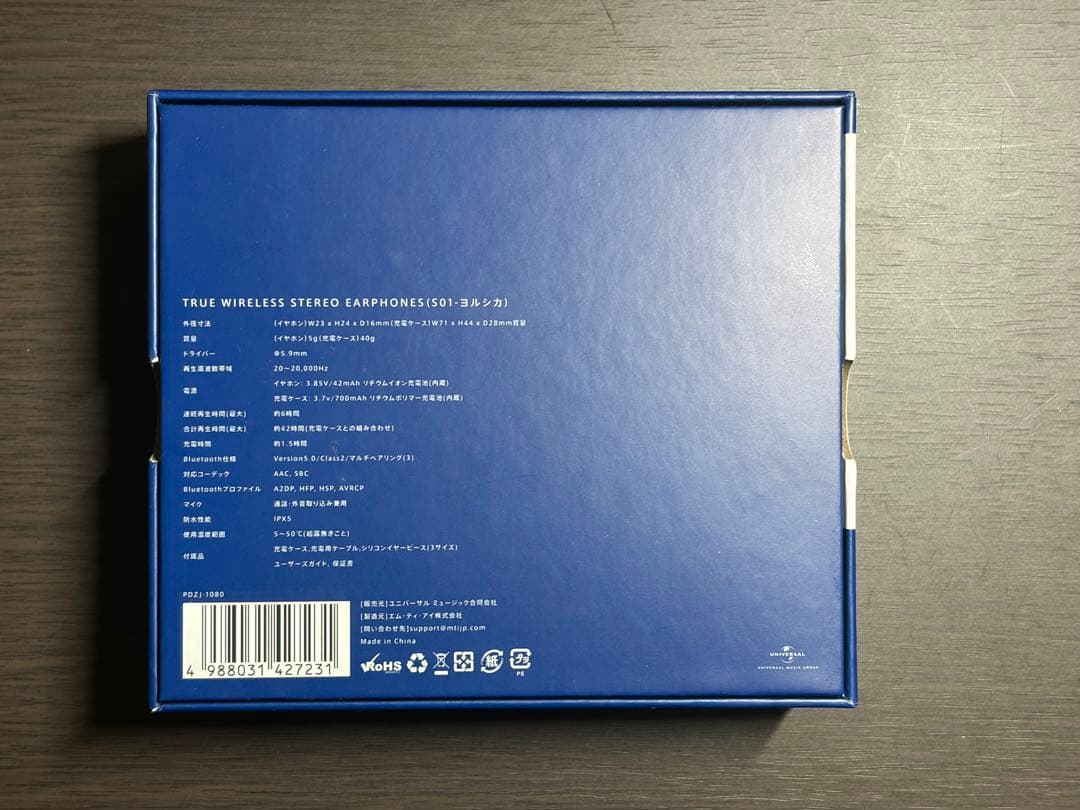 TRUE WIRELESS STEREO EARPHONES(S01-ヨルシカ)
外径寸法 (イヤホン)W23 x H24 x D16mm(充電ケース)W71 x H44 x D28mm質量
質量 (イヤホン)5g(充電ケース)40g
ドライバー Φ5.9mm
再生周波数帯域 20〜20,000Hz
電源 イヤホン: 3.85V/42mAh リチウムイオン充電池(内蔵)
充電ケース: 3.7v/700mAh リチウムポリマー充電池(内蔵)
連続再生時間(最大) 約6時間
合計再生時間(最大) 約42時間(充電ケースとの組み合わせ)
充電時間 約1.5時間
Bluetooth仕様 Version5.0/Class2/マルチペアリング(3)
対応コーデック AAC, SBC
Bluetoothプロファイル A2DP, HFP, HSP, AVRCP
マイク 通話・外音取り込み兼用
防水性能 IPX5
使用温度範囲 5〜50℃(結露無きこと)
付属品 充電ケース,充電用ケーブル,シリコンイヤーピース(3サイズ)
ユーザーズガイド, 保証書
PDZJ-1080
4 988031 427231
[販売元]ユニバーサル ミュージック合同会社
[製造元]エム・ティ・アイ株式会社
[問い合わせ先]support@mtijp.com
Made in China
RoHS 紙 プラ
PE
UNIVERSAL
UNIVERSAL MUSIC GROUP